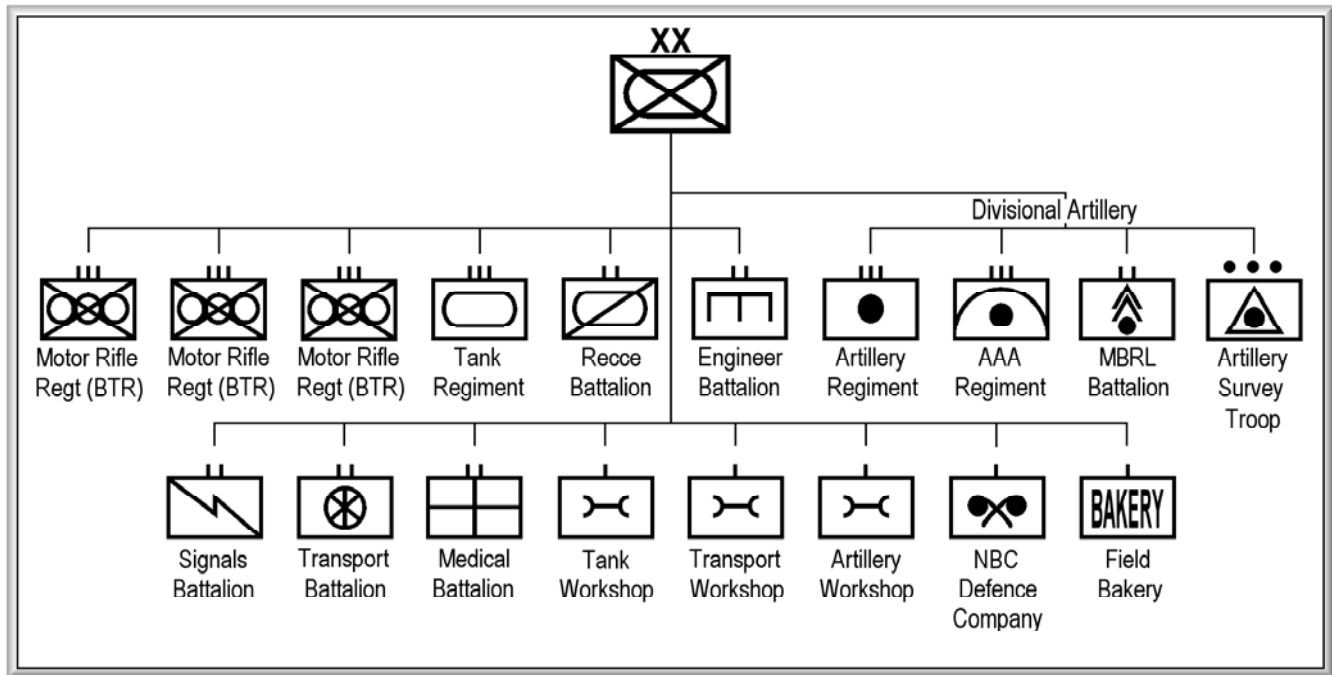 XX
Divisional Artillery
Motor Rifle
Regt (BTR)
Motor Rifle
Regt (BTR)
Motor Rifle
Regt (BTR)
Tank
Regiment
Recce
Battalion
Engineer
Battalion
Artillery
Regiment
AAA
Regiment
MBRL
Battalion
Artillery
Survey
Troop
Signals
Battalion
Transport
Battalion
Medical
Battalion
Tank
Workshop
Transport
Workshop
Artillery
Workshop
NBC
Defence
Company
BAKERY
Field
Bakery